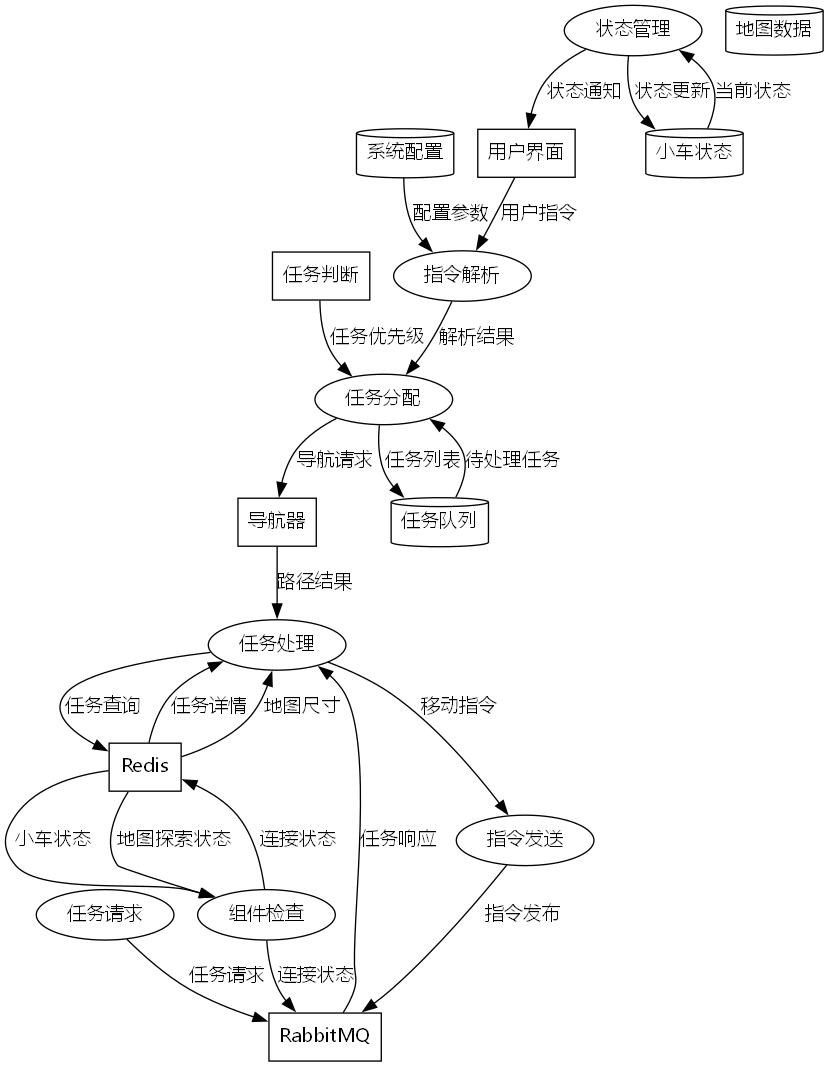 状态管理
地图数据
状态通知
状态更新
当前状态
系统配置
用户界面
小车状态
配置参数
用户指令
任务判断
指令解析
任务优先级
解析结果
任务分配
导航请求
任务列表
待处理任务
导航器
任务队列
路径结果
任务处理
任务查询
任务详情
地图尺寸
移动指令
Redis
小车状态
地图探索状态
连接状态
任务响应
指令发送
任务请求
组件检查
指令发布
任务请求
连接状态
RabbitMQ